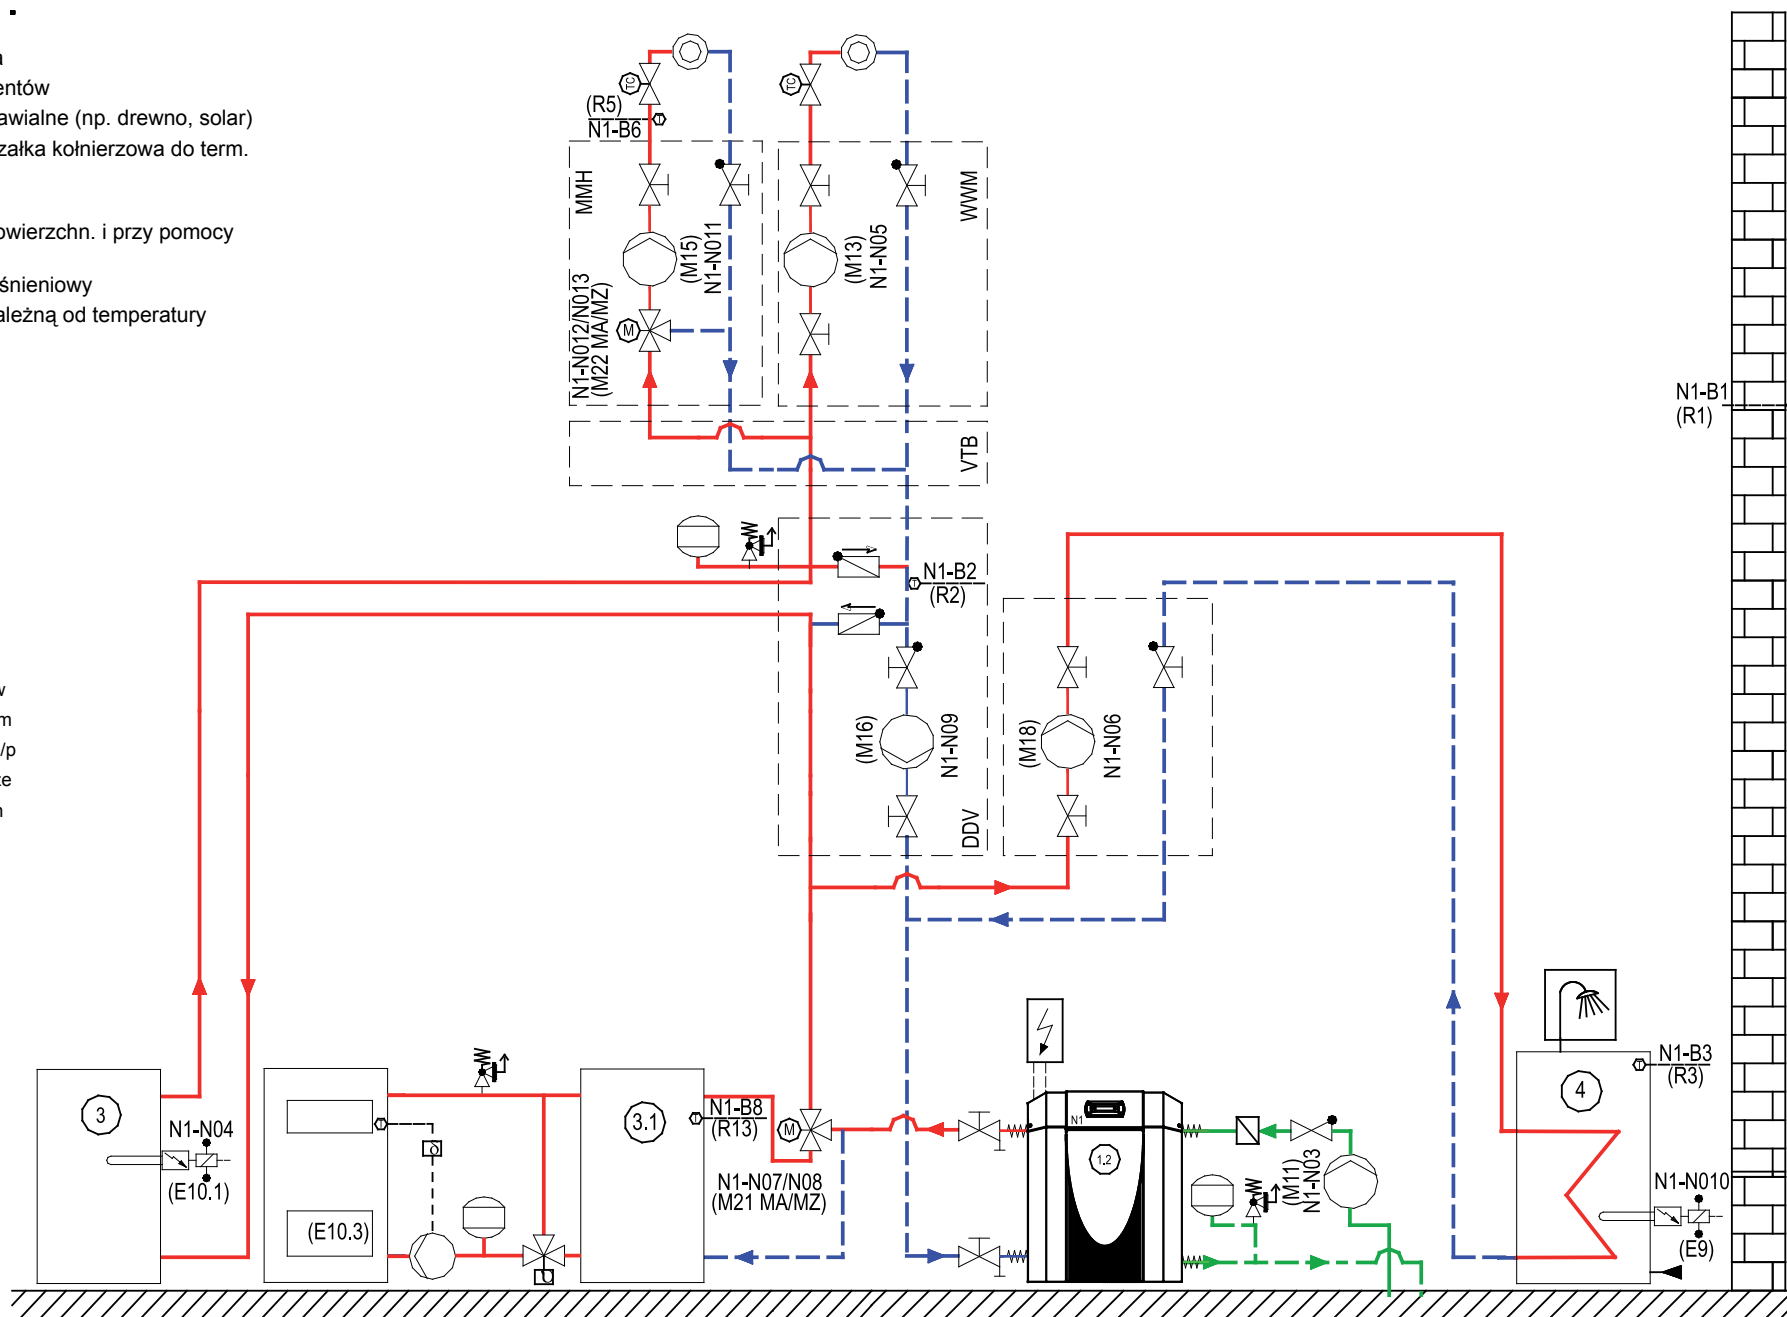 entów
awialne (np. drewno, solar)
załka kołnierzowa do term.
owierzchn. i przy pomocy
śnieniowy
ależną od temperatury
w
m
/p
te
TC
TC
(R5)
N1-B6
T
MMH
WWM
(M15)
N1-N011
(M13)
N1-N05
N1-N012/N013
(M22 MA/MZ)
M
VTB
N1-B1
(R1)
N1-B2
(R2)
T
(M16)
N1-N09
(M18)
N1-N06
DDV
3
N1-N04
(E10.1)
(E10.3)
T
3.1
T
N1-B8
(R13)
M
N1-N07/N08
(M21 MA/MZ)
N1
1.2
(M11)
N1-N03
4
T
N1-B3
(R3)
N1-N010
(E9)